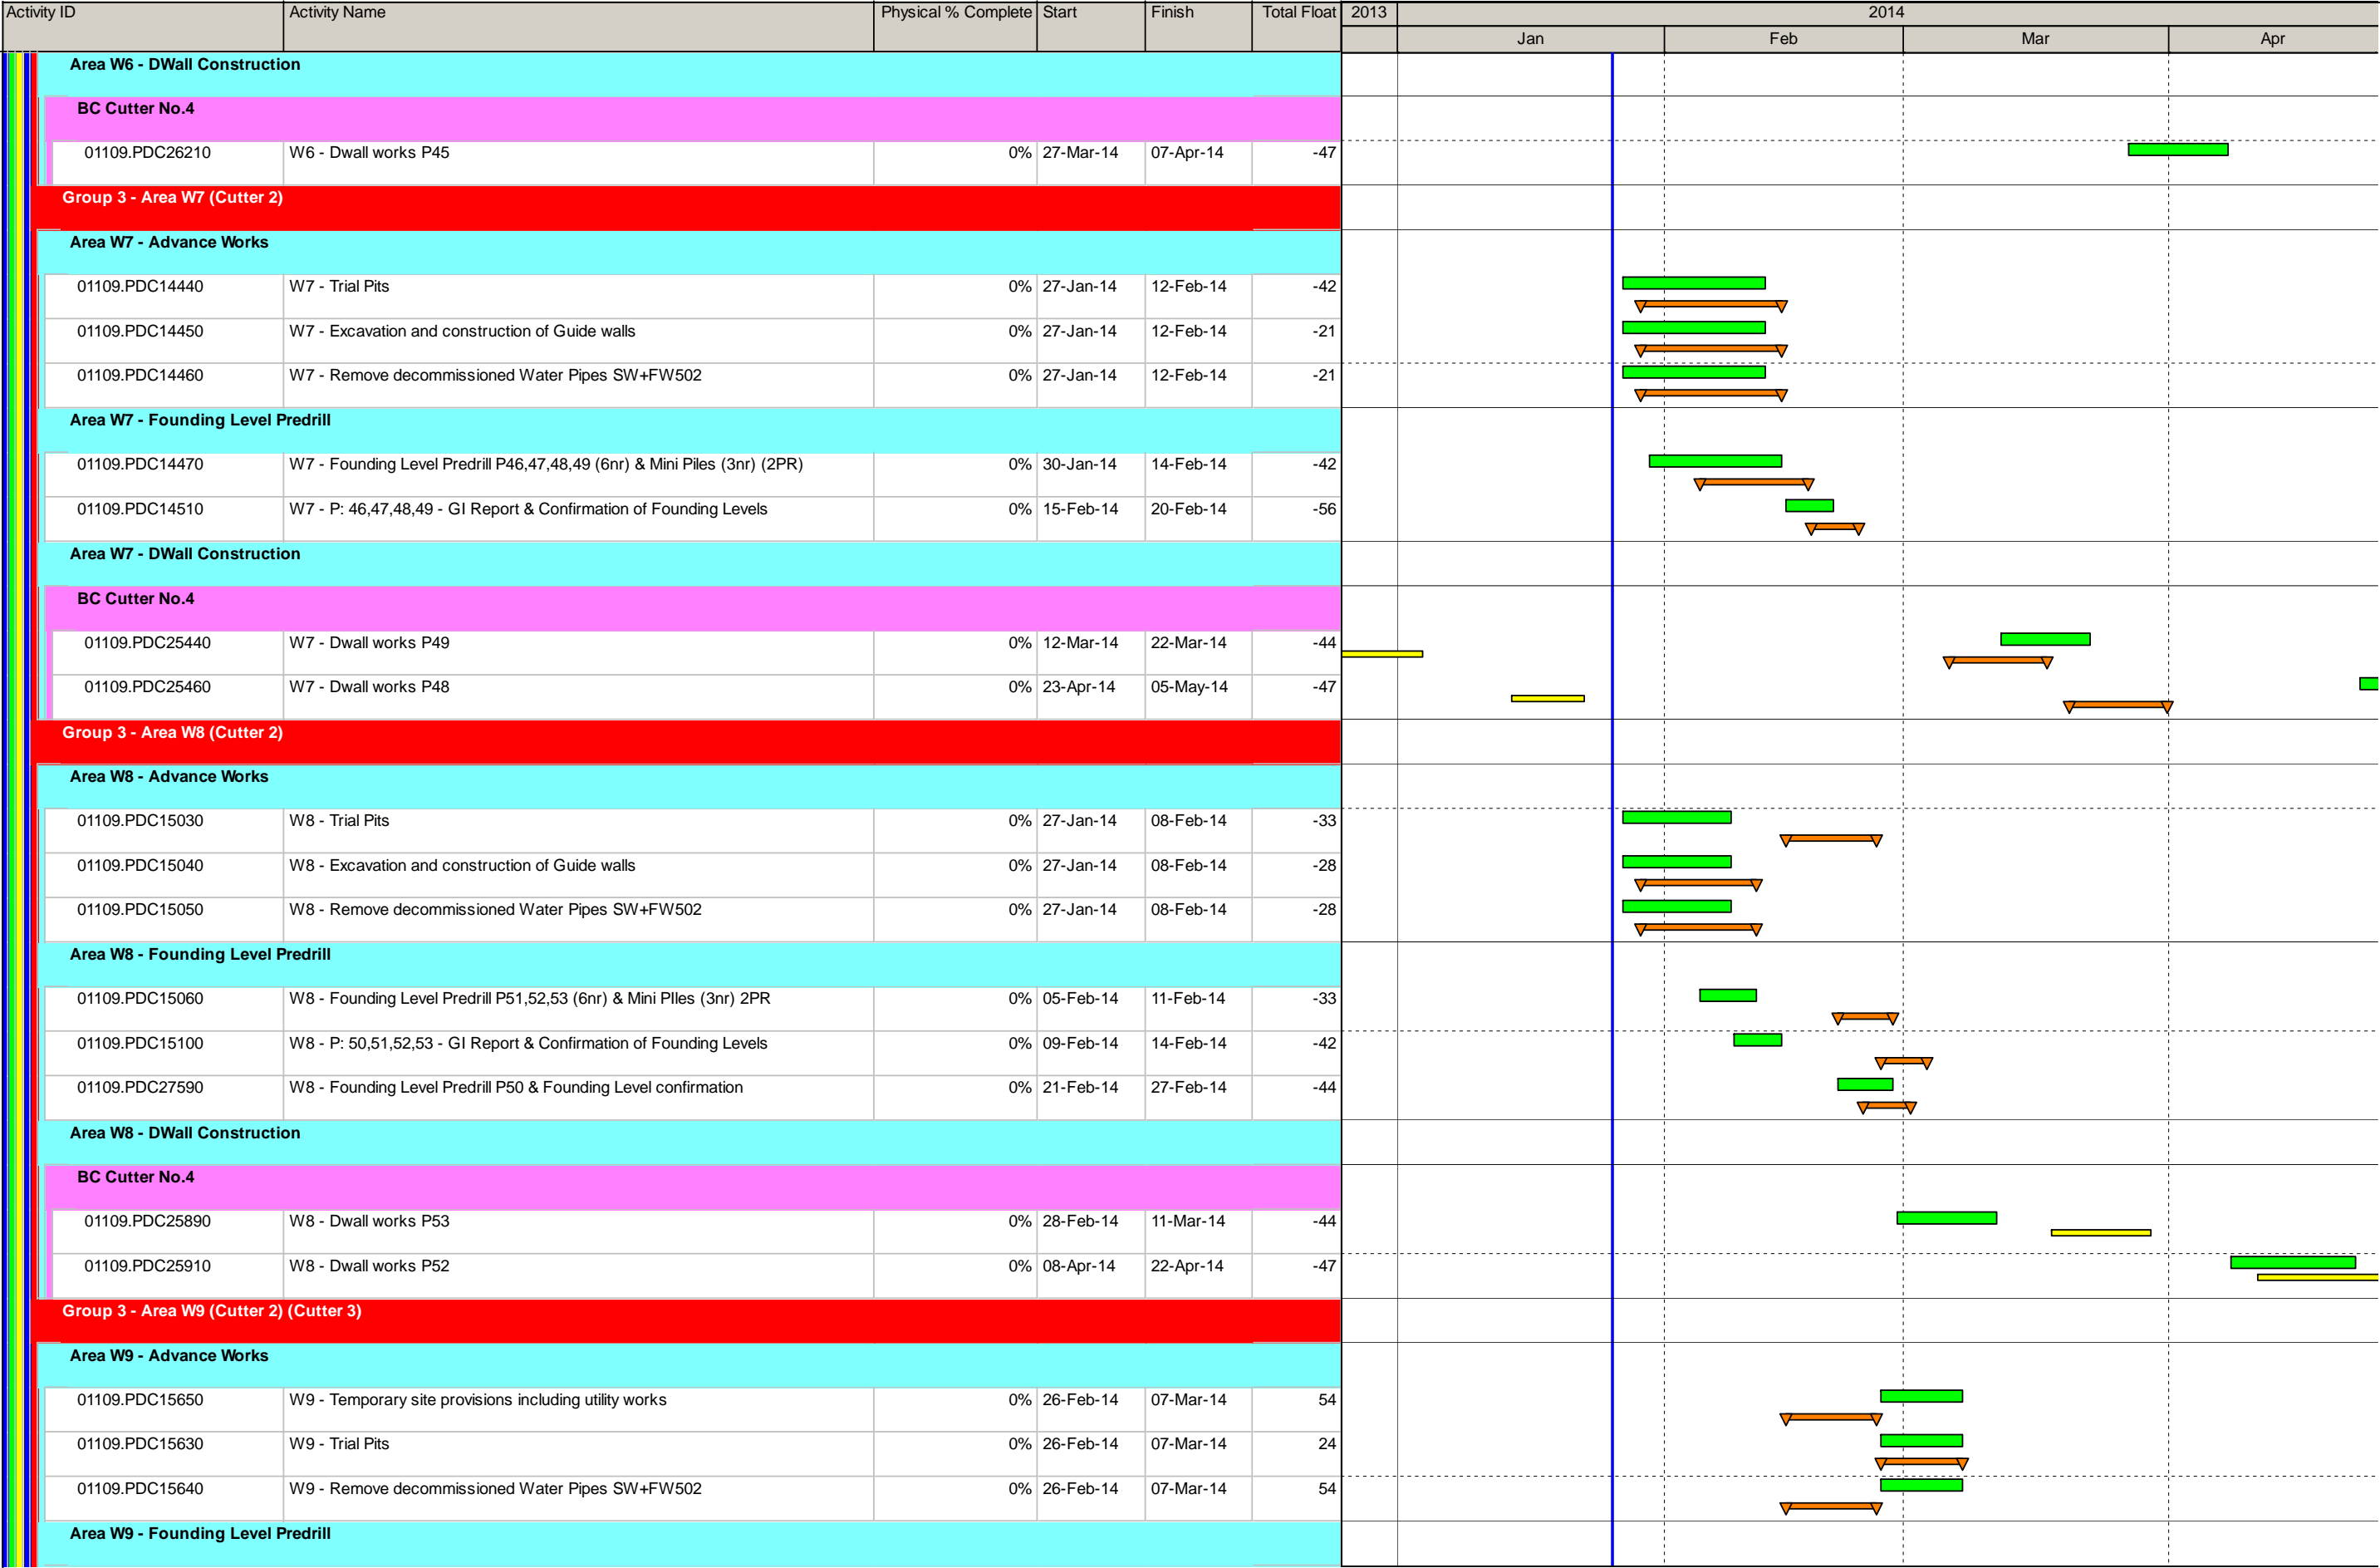 Activity ID Activity Name Physical % Complete Start Finish Total Float 2013 2014
Jan Feb Mar Apr
Area W6 - DWall Construction
BC Cutter No.4
01109.PDC26210 W6 - Dwall works P45 0% 27-Mar-14 07-Apr-14 -47
Group 3 - Area W7 (Cutter 2)
Area W7 - Advance Works
01109.PDC14440 W7 - Trial Pits 0% 27-Jan-14 12-Feb-14 -42
01109.PDC14450 W7 - Excavation and construction of Guide walls 0% 27-Jan-14 12-Feb-14 -21
01109.PDC14460 W7 - Remove decommissioned Water Pipes SW+FW502 0% 27-Jan-14 12-Feb-14 -21
Area W7 - Founding Level Predrill
01109.PDC14470 W7 - Founding Level Predrill P46,47,48,49 (6nr) & Mini Piles (3nr) (2PR) 0% 30-Jan-14 14-Feb-14 -42
01109.PDC14510 W7 - P: 46,47,48,49 - GI Report & Confirmation of Founding Levels 0% 15-Feb-14 20-Feb-14 -56
Area W7 - DWall Construction
BC Cutter No.4
01109.PDC25440 W7 - Dwall works P49 0% 12-Mar-14 22-Mar-14 -44
01109.PDC25460 W7 - Dwall works P48 0% 23-Apr-14 05-May-14 -47
Group 3 - Area W8 (Cutter 2)
Area W8 - Advance Works
01109.PDC15030 W8 - Trial Pits 0% 27-Jan-14 08-Feb-14 -33
01109.PDC15040 W8 - Excavation and construction of Guide walls 0% 27-Jan-14 08-Feb-14 -28
01109.PDC15050 W8 - Remove decommissioned Water Pipes SW+FW502 0% 27-Jan-14 08-Feb-14 -28
Area W8 - Founding Level Predrill
01109.PDC15060 W8 - Founding Level Predrill P51,52,53 (6nr) & Mini PIles (3nr) 2PR 0% 05-Feb-14 11-Feb-14 -33
01109.PDC15100 W8 - P: 50,51,52,53 - GI Report & Confirmation of Founding Levels 0% 09-Feb-14 14-Feb-14 -42
01109.PDC27590 W8 - Founding Level Predrill P50 & Founding Level confirmation 0% 21-Feb-14 27-Feb-14 -44
Area W8 - DWall Construction
BC Cutter No.4
01109.PDC25890 W8 - Dwall works P53 0% 28-Feb-14 11-Mar-14 -44
01109.PDC25910 W8 - Dwall works P52 0% 08-Apr-14 22-Apr-14 -47
Group 3 - Area W9 (Cutter 2) (Cutter 3)
Area W9 - Advance Works
01109.PDC15650 W9 - Temporary site provisions including utility works 0% 26-Feb-14 07-Mar-14 54
01109.PDC15630 W9 - Trial Pits 0% 26-Feb-14 07-Mar-14 24
01109.PDC15640 W9 - Remove decommissioned Water Pipes SW+FW502 0% 26-Feb-14 07-Mar-14 54
Area W9 - Founding Level Predrill